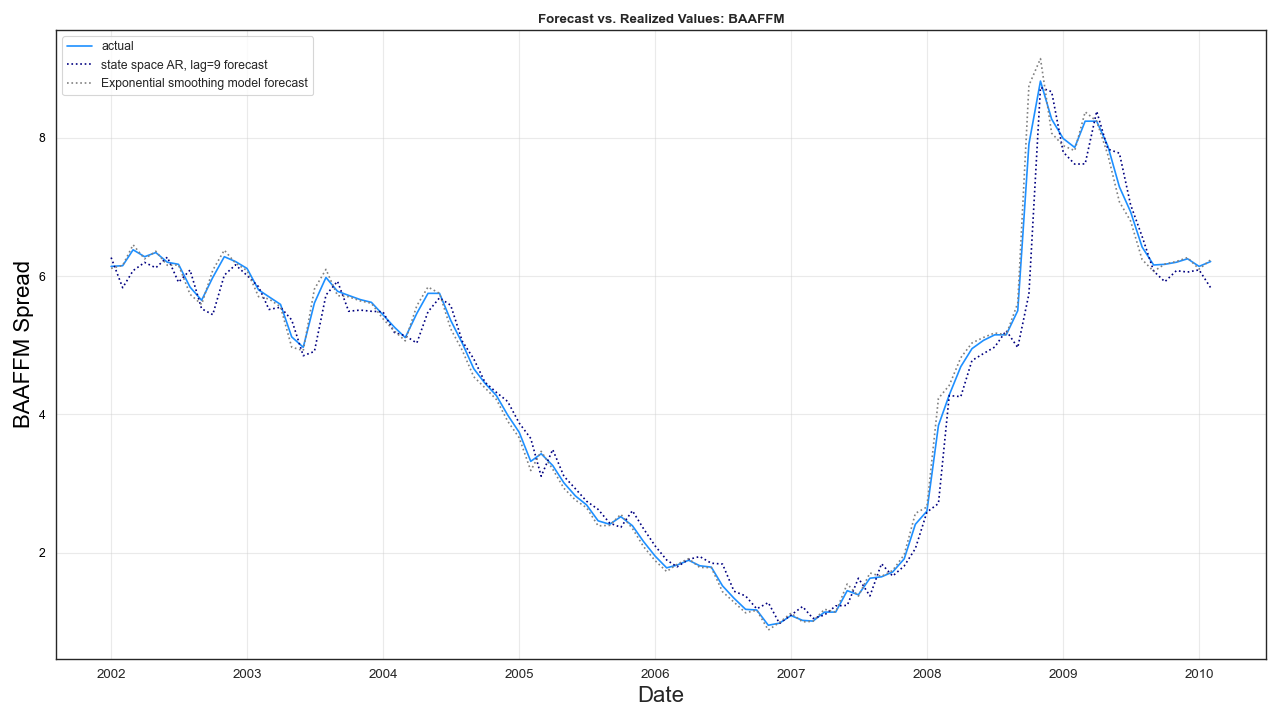 Forecast vs. Realized Values: BAAFFM
actual
state space AR, lag=9 forecast
Exponential smoothing model forecast
BAAFFM Spread
8
6
4
2
2002 2003 2004 2005 2006 2007 2008 2009 2010
Date